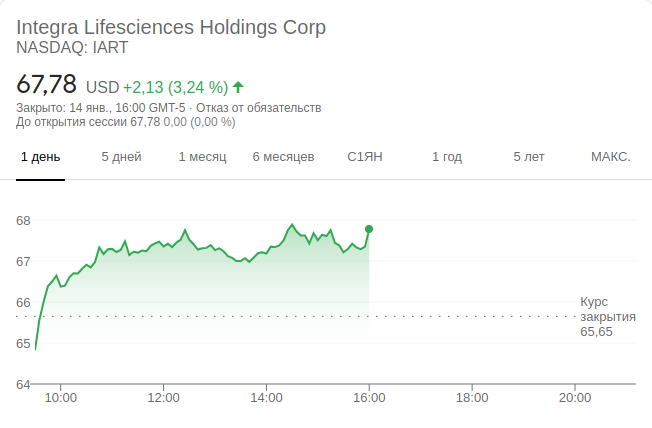 Integra Lifesciences Holdings Corp
NASDAQ: IART
67,78 USD +2,13 (3,24 %)
Закрыто: 14 янв., 16:00 GMT-5 · Отказ от обязательств
До открытия сессии 67,78 0,00 (0,00 %)
1 день 5 дней 1 месяц 6 месяцев С1ЯН 1 год 5 лет МАКС.
68
67
66
65
64
Курс
закрытия
65,65
10:00 12:00 14:00 16:00 18:00 20:00